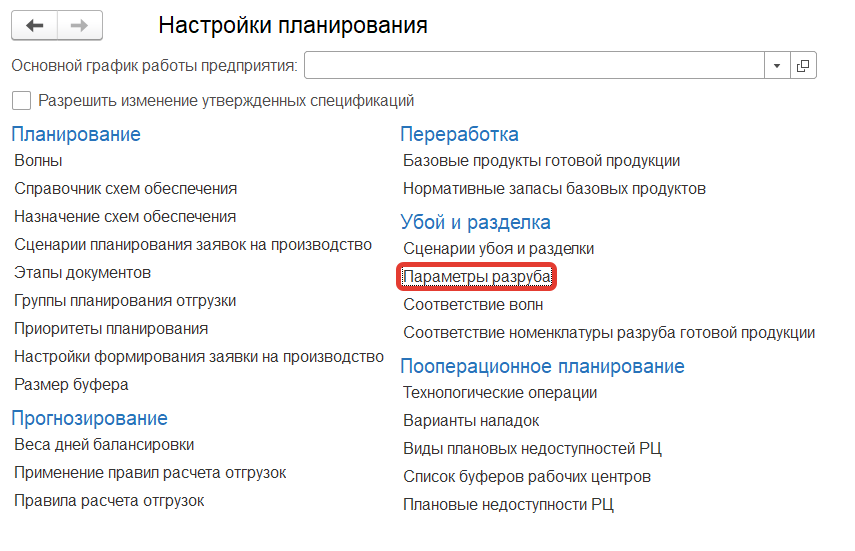 Настройки планирования
Основной график работы предприятия:
Разрешить изменение утвержденных спецификаций
Планирование
Волны
Справочник схем обеспечения
Назначение схем обеспечения
Сценарии планирования заявок на производство
Этапы документов
Группы планирования отгрузки
Приоритеты планирования
Настройки формирования заявки на производство
Размер буфера
Прогнозирование
Веса дней балансировки
Применение правил расчета отгрузок
Правила расчета отгрузок
Переработка
Базовые продукты готовой продукции
Нормативные запасы базовых продуктов
Убой и разделка
Сценарии убоя и разделки
Параметры разруба
Соответствие волн
Соответствие номенклатуры разруба готовой продукции
Пооперационное планирование
Технологические операции
Варианты наладок
Виды плановых недоступностей РЦ
Список буферов рабочих центров
Плановые недоступности РЦ